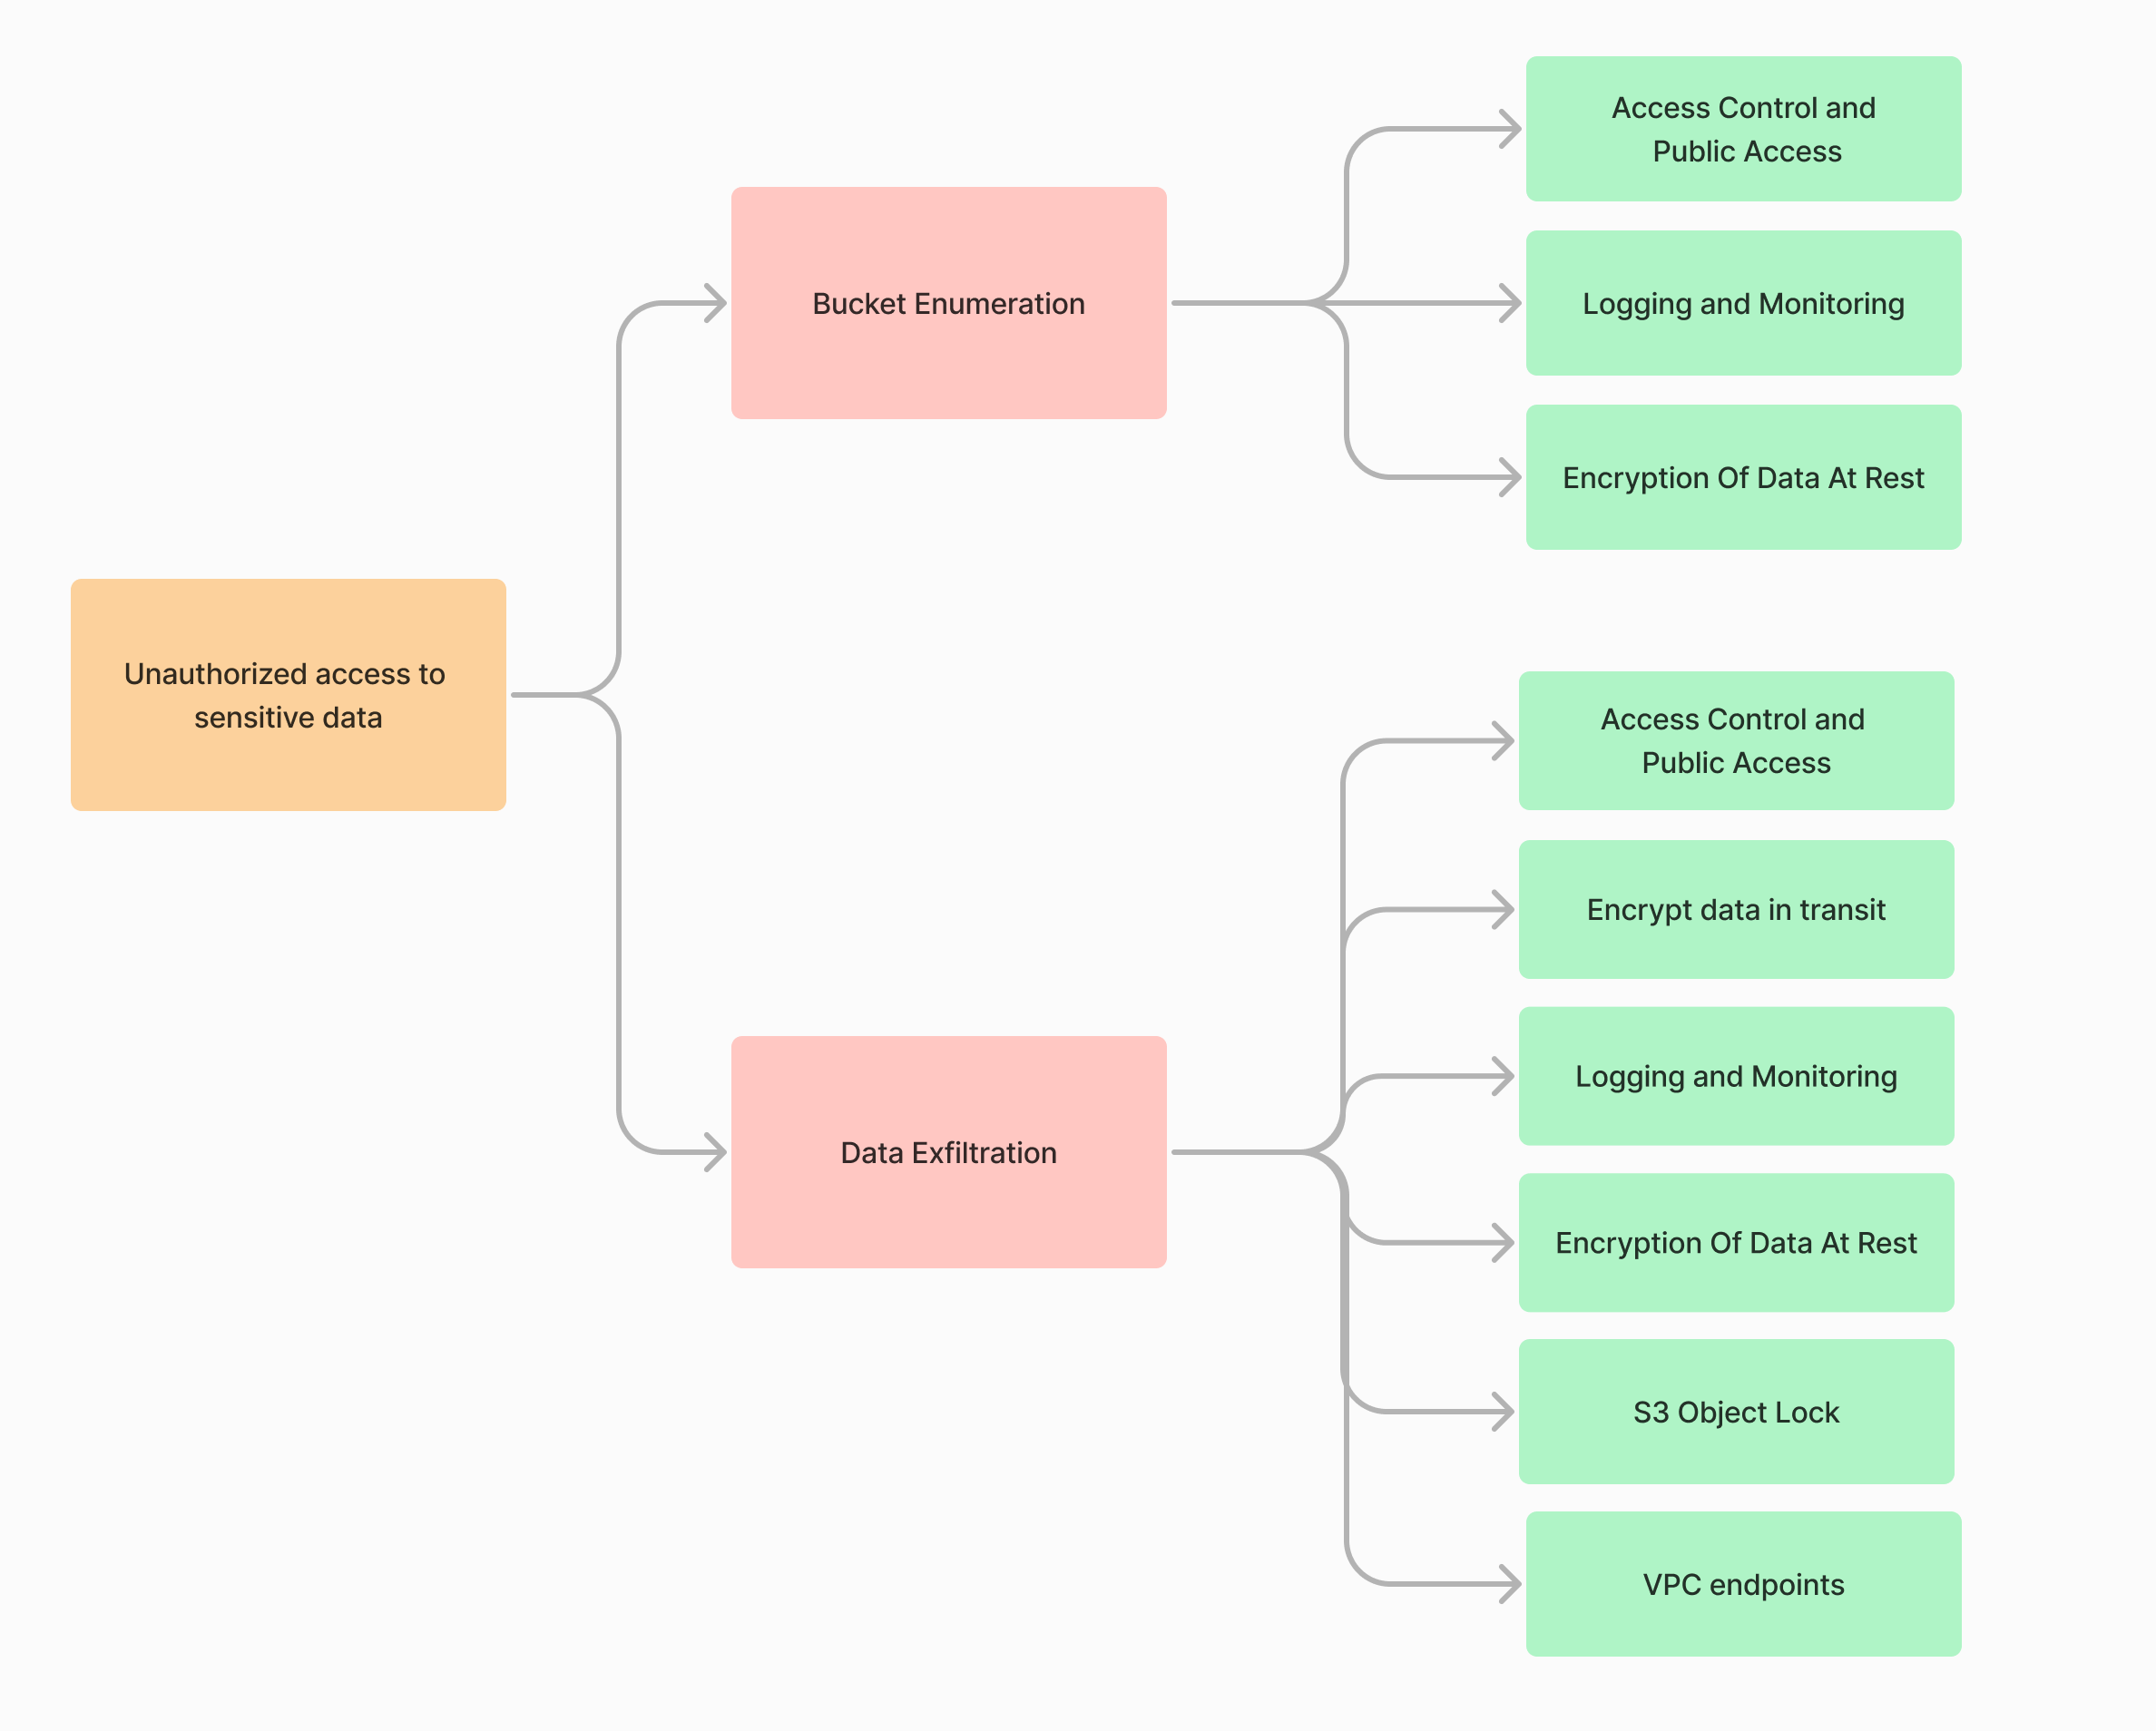 Access Control and
Public Access
Bucket Enumeration
Logging and Monitoring
Encryption Of Data At Rest
Unauthorized access to
sensitive data
Access Control and
Public Access
Encrypt data in transit
Logging and Monitoring
Data Exfiltration
Encryption Of Data At Rest
S3 Object Lock
VPC endpoints